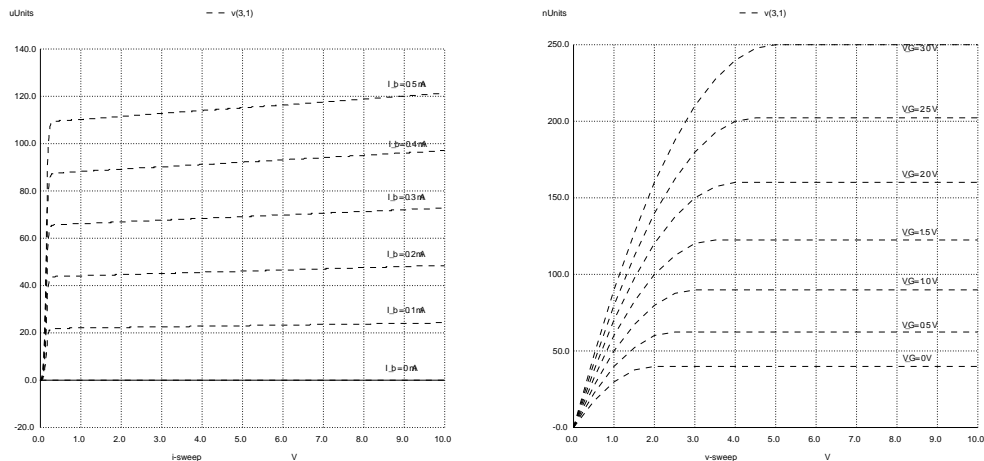 uUnits
v(3,1)
140.0
120.0
100.0
80.0
60.0
40.0
20.0
0.0
-20.0
I_b=0.5mA
I_b=0.4mA
I_b=0.3mA
I_b=0.2mA
I_b=0.1mA
I_b=0mA
0.0 1.0 2.0 3.0 4.0 5.0 6.0 7.0 8.0 9.0 10.0
i-sweep V
nUnits
v(3,1)
250.0
200.0
150.0
100.0
50.0
-0.0
VG=3.0V
VG=2.5V
VG=2.0V
VG=1.5V
VG=1.0V
VG=0.5V
VG=0V
0.0 1.0 2.0 3.0 4.0 5.0 6.0 7.0 8.0 9.0 10.0
v-sweep V